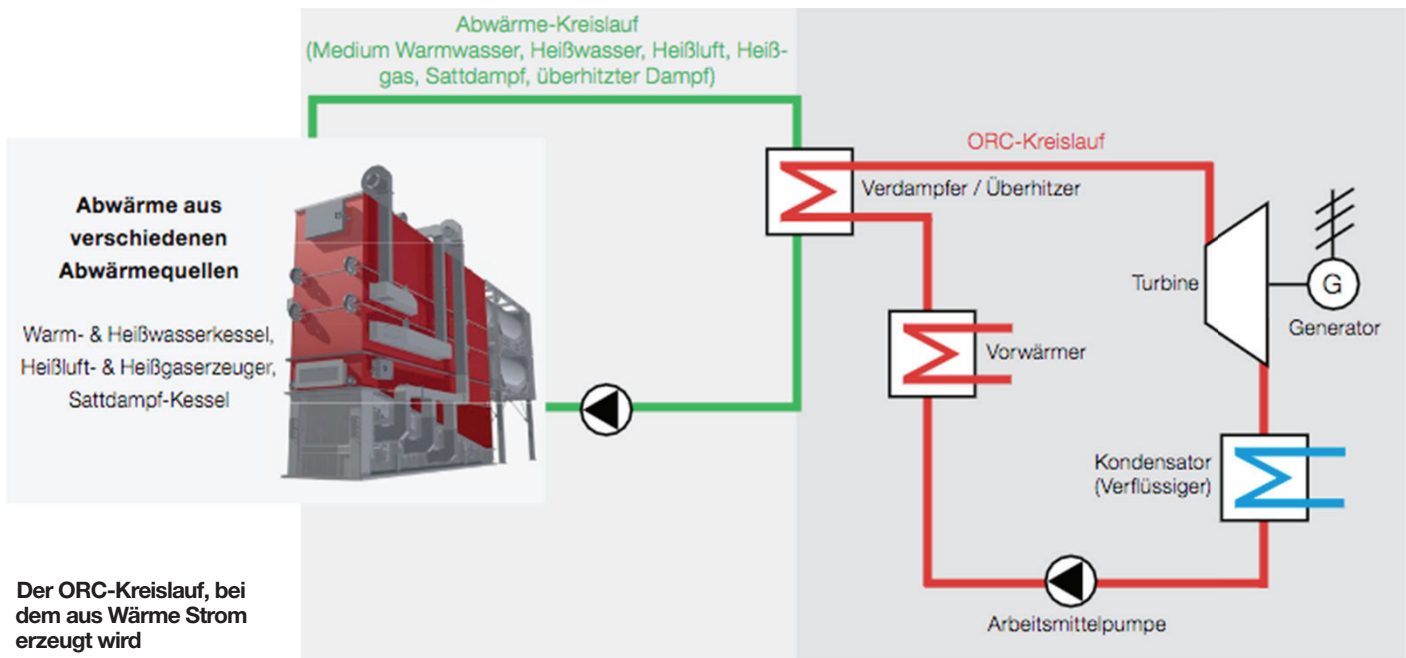 Abwärme-Kreislauf
(Medium Warmwasser, Heißwasser, Heißluft, Heiß-
gas, Sattdampf, überhitzter Dampf)
Abwärme aus
verschiedenen
Abwärmequellen
Warm- & Heißwasserkessel,
Heißluft- & Heißgaserzeuger,
Sattdampf-Kessel
ORC-Kreislauf
Verdampfer / Überhitzer
Turbine
G
Generator
Vorwärmer
Kondensator
(Verflüssiger)
Arbeitsmittelpumpe
Der ORC-Kreislauf, bei
dem aus Wärme Strom
erzeugt wird